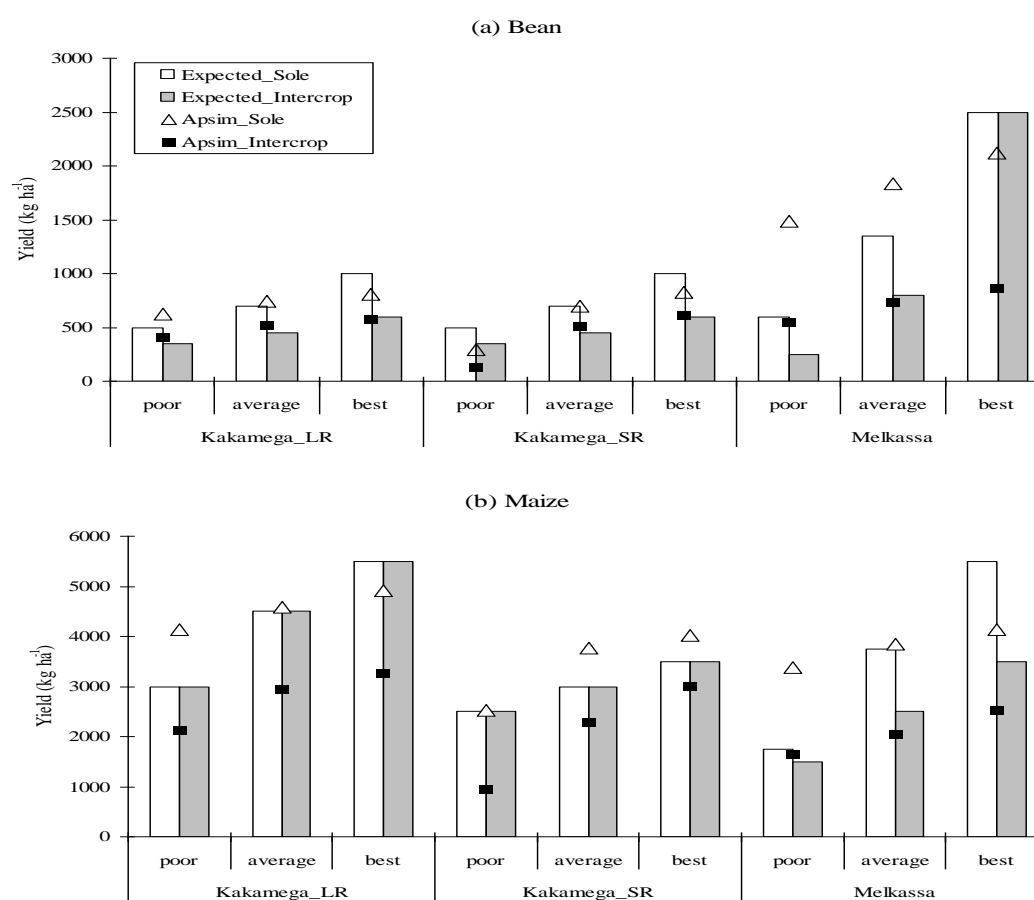 (a) Bean
3000
2500
2000
1500
1000
500
0
Yield (kg ha-1)
Expected_Sole
Expected_Intercrop
Apsim_Sole
Apsim_Intercrop
poor average best poor average best poor average best
Kakamega_LR Kakamega_SR Melkassa
(b) Maize
6000
5000
4000
3000
2000
1000
0
Yield (kg ha-1)
poor average best poor average best poor average best
Kakamega_LR Kakamega_SR Melkassa